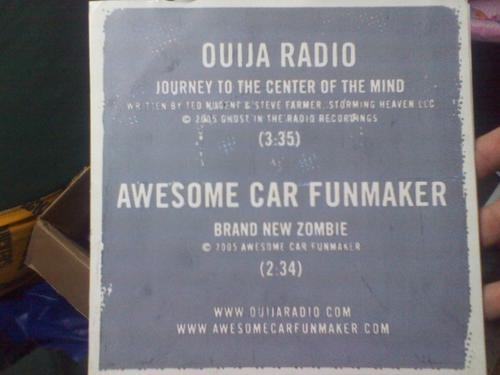 OUIJA RADIO
JOURNEY TO THE CENTER OF THE MIND
WRITTEN BY TED NUGENT & STEVE FARMER, STORMING HEAVEN LLC
© 2005 GHOST IN THE RADIO RECORDINGS
(3:35)
AWESOME CAR FUNMAKER
BRAND NEW ZOMBIE
© 2005 AWESOME CAR FUNMAKER
(2:34)
WWW OUIJARADIO COM
WWW AWESOMECARFUNMAKER COM